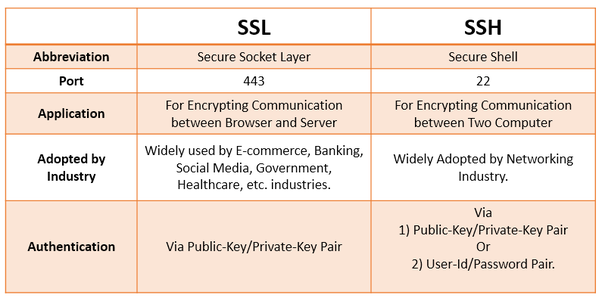 SSL SSH
Abbreviation Secure Socket Layer Secure Shell
Port 443 22
Application For Encrypting Communication between Browser and Server For Encrypting Communication between Two Computer
Adopted by Industry Widely used by E-commerce, Banking, Social Media, Government, Healthcare, etc. industries. Widely Adopted by Networking Industry.
Authentication Via Public-Key/Private-Key Pair Via
1) Public-Key/Private-Key Pair
Or
2) User-Id/Password Pair.